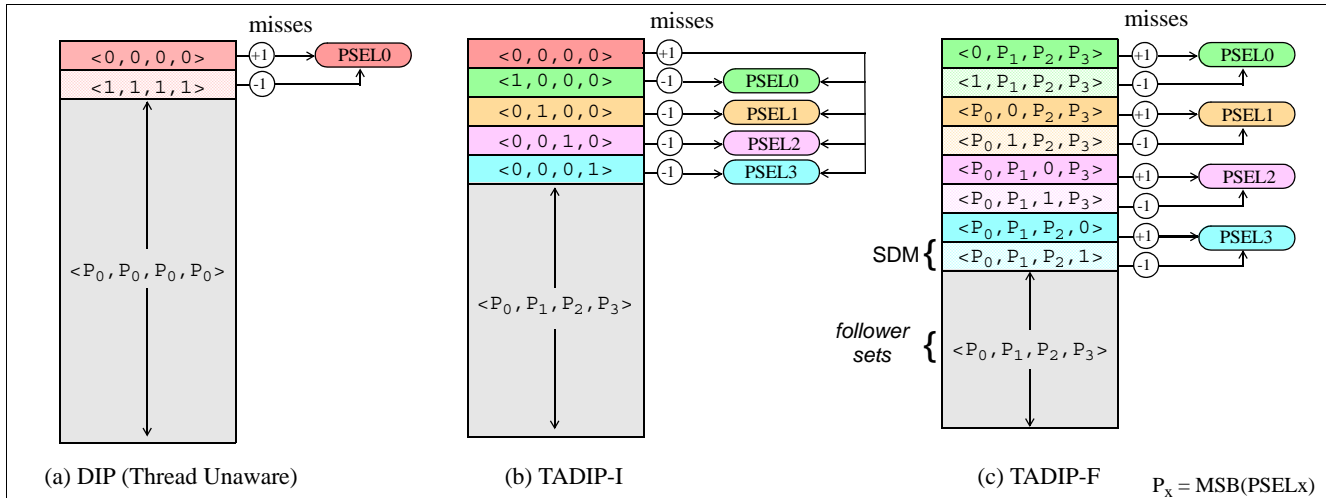 misses
<0,0,0,0>
+1
PSEL0
<1,1,1,1>
-1
<P0,P0,P0,P0>
(a) DIP (Thread Unaware)
misses
<0,0,0,0>
+1
<1,0,0,0>
-1
PSEL0
<0,1,0,0>
-1
PSEL1
<0,0,1,0>
-1
PSEL2
<0,0,0,1>
-1
PSEL3
<P0,P1,P2,P3>
(b) TADIP-I
misses
<0,P1,P2,P3>
+1
PSEL0
<1,P1,P2,P3>
-1
<P0,0,P2,P3>
+1
PSEL1
<P0,1,P2,P3>
-1
<P0,P1,0,P3>
+1
PSEL2
<P0,P1,1,P3>
-1
<P0,P1,P2,0>
+1
PSEL3
SDM {
<P0,P1,P2,1>
-1
follower
sets {
<P0,P1,P2,P3>
(c) TADIP-F
Px = MSB(PSELx)